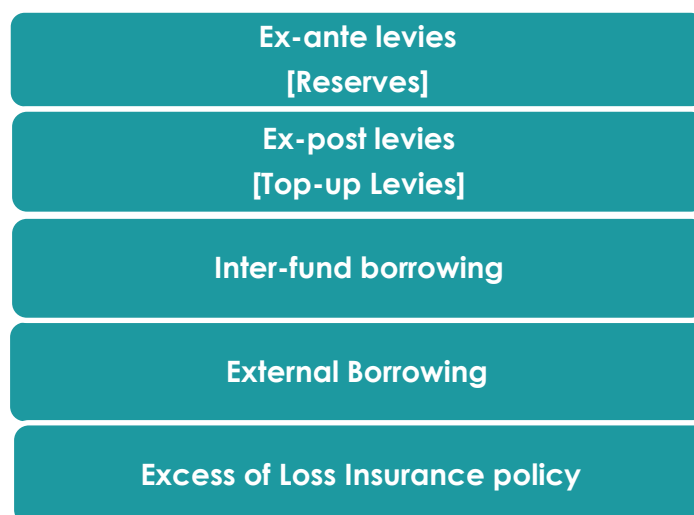 Ex-ante levies
[Reserves]
Ex-post levies
[Top-up Levies]
Inter-fund borrowing
External Borrowing
Excess of Loss Insurance policy